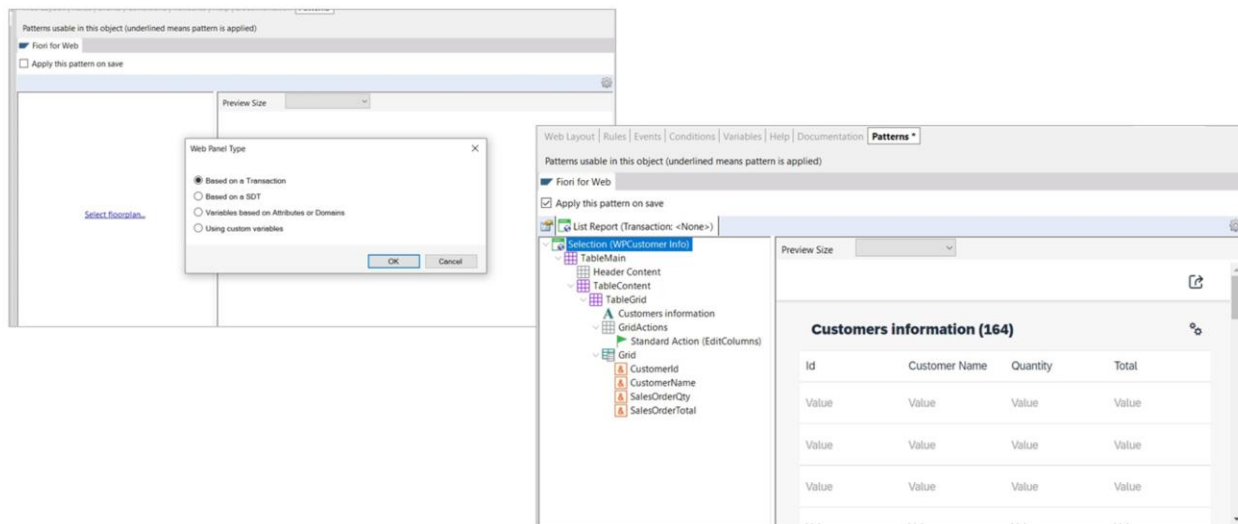 Patterns usable in this object (underlined means pattern is applied)
Fiori for Web
Apply this pattern on save
Preview Size
Select floorplan...
Web Panel Type
Based on a Transaction
Based on a SDT
Variables based on Attributes or Domains
Using custom variables
OK Cancel
Web Layout | Rules | Events | Conditions | Variables | Help | Documentation | Patterns *
Patterns usable in this object (underlined means pattern is applied)
Fiori for Web
Apply this pattern on save
List Report (Transaction: <None>)
Selection (WPCustomer Info)
TableMain
Header Content
TableContent
TableGrid
Customers information
GridActions
Standard Action (EditColumns)
Grid
CustomerId
CustomerName
SalesOrderQty
SalesOrderTotal
Preview Size
Customers information (164)
Id Customer Name Quantity Total
Value Value Value Value
Value Value Value Value
Value Value Value Value